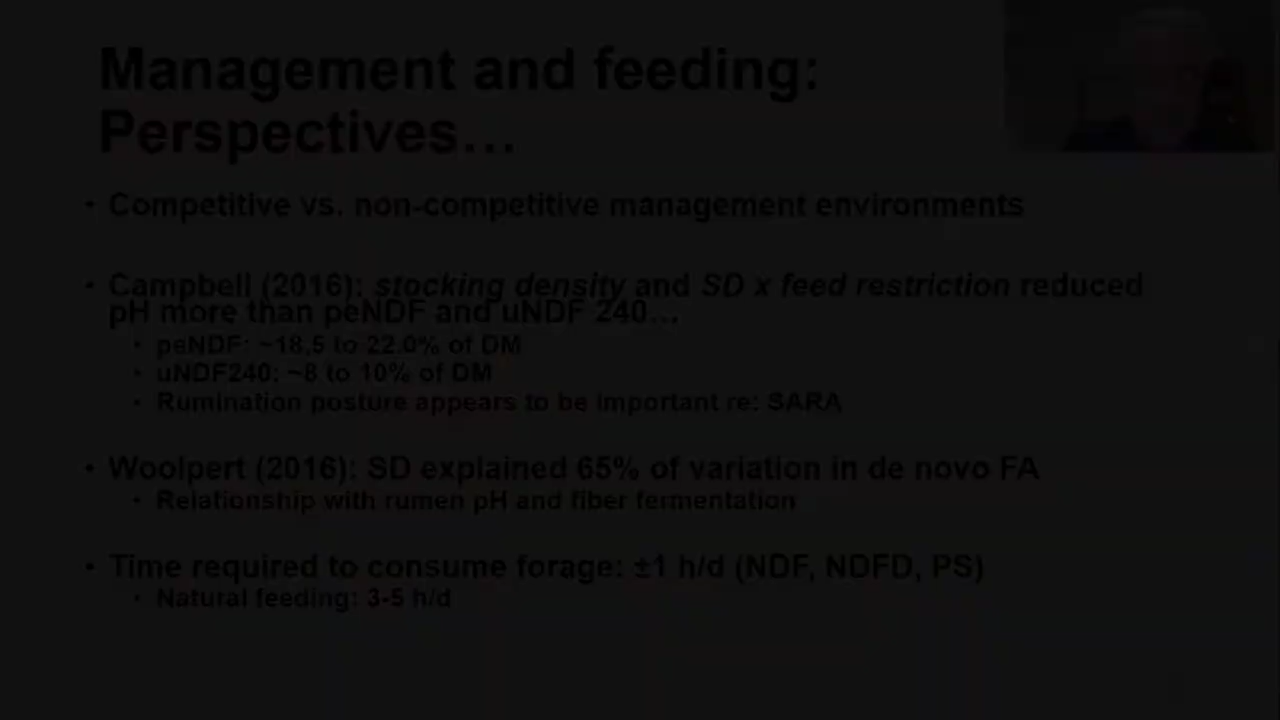 Management and feeding:
Perspectives…
• Competitive vs. non-competitive management environments
• Campbell (2016): stocking density and SD x feed restriction reduced
pH more than peNDF and uNDF 240…
• peNDF: ~18.5 to 22.0% of DM
• uNDF240: ~8 to 10% of DM
• Rumination posture appears to be important re: SARA
• Woolpert (2016): SD explained 65% of variation in de novo FA
• Relationship with rumen pH and fiber fermentation
• Time required to consume forage: ±1 h/d (NDF, NDFD, PS)
• Natural feeding: 3-5 h/d